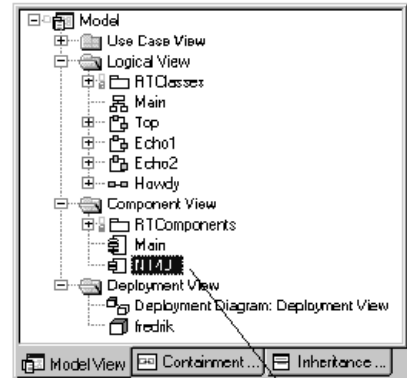 Model
Use Case View
Logical View
RTClasses
Main
Top
Echo1
Echo2
Howdy
Component View
RTComponents
Main
Deployment View
Deployment Diagram: Deployment View
fredrik
Model View Containment ... Inheritance ...